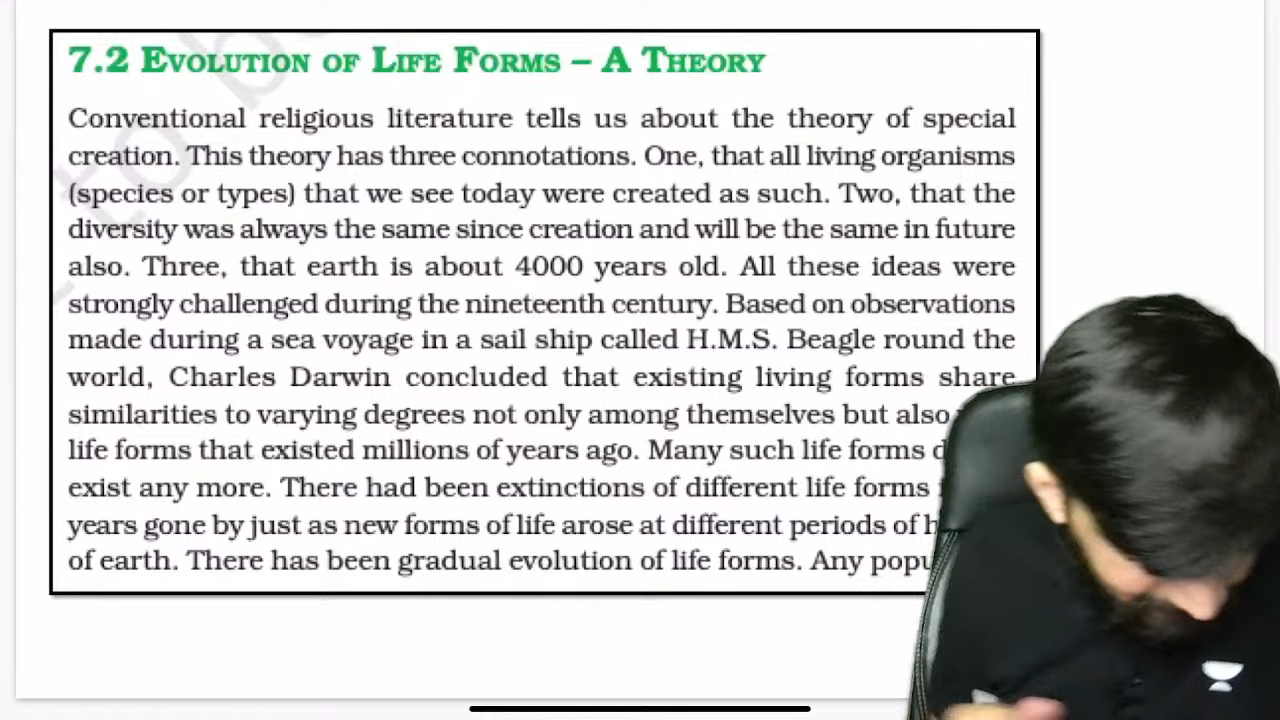 7.2 Evolution of Life Forms – A Theory
Conventional religious literature tells us about the theory of special
creation. This theory has three connotations. One, that all living organisms
(species or types) that we see today were created as such. Two, that the
diversity was always the same since creation and will be the same in future
also. Three, that earth is about 4000 years old. All these ideas were
strongly challenged during the nineteenth century. Based on observations
made during a sea voyage in a sail ship called H.M.S. Beagle round the
world, Charles Darwin concluded that existing living forms share
similarities to varying degrees not only among themselves but also
life forms that existed millions of years ago. Many such life forms
exist any more. There had been extinctions of different life forms
years gone by just as new forms of life arose at different periods of
of earth. There has been gradual evolution of life forms. Any
to b